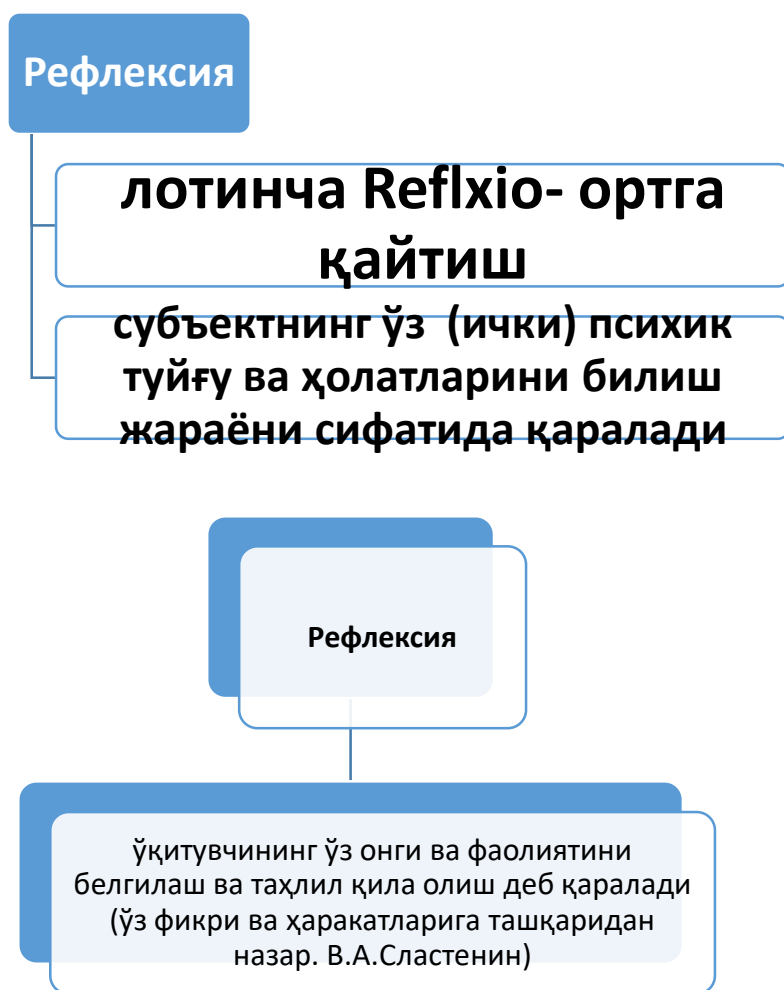 Рефлексия
лотинча Reflxio- ортга
қайтиш
субъектнинг ўз (ички) психик
туйғу ва ҳолатларини билиш
жараёни сифатида қаралади
Рефлексия
ўқитувчининг ўз онги ва фаолиятини
белгилаш ва таҳлил қила олиш деб қаралади
(ўз фикри ва ҳаракатларига ташқаридан
назар. В.А.Сластенин)